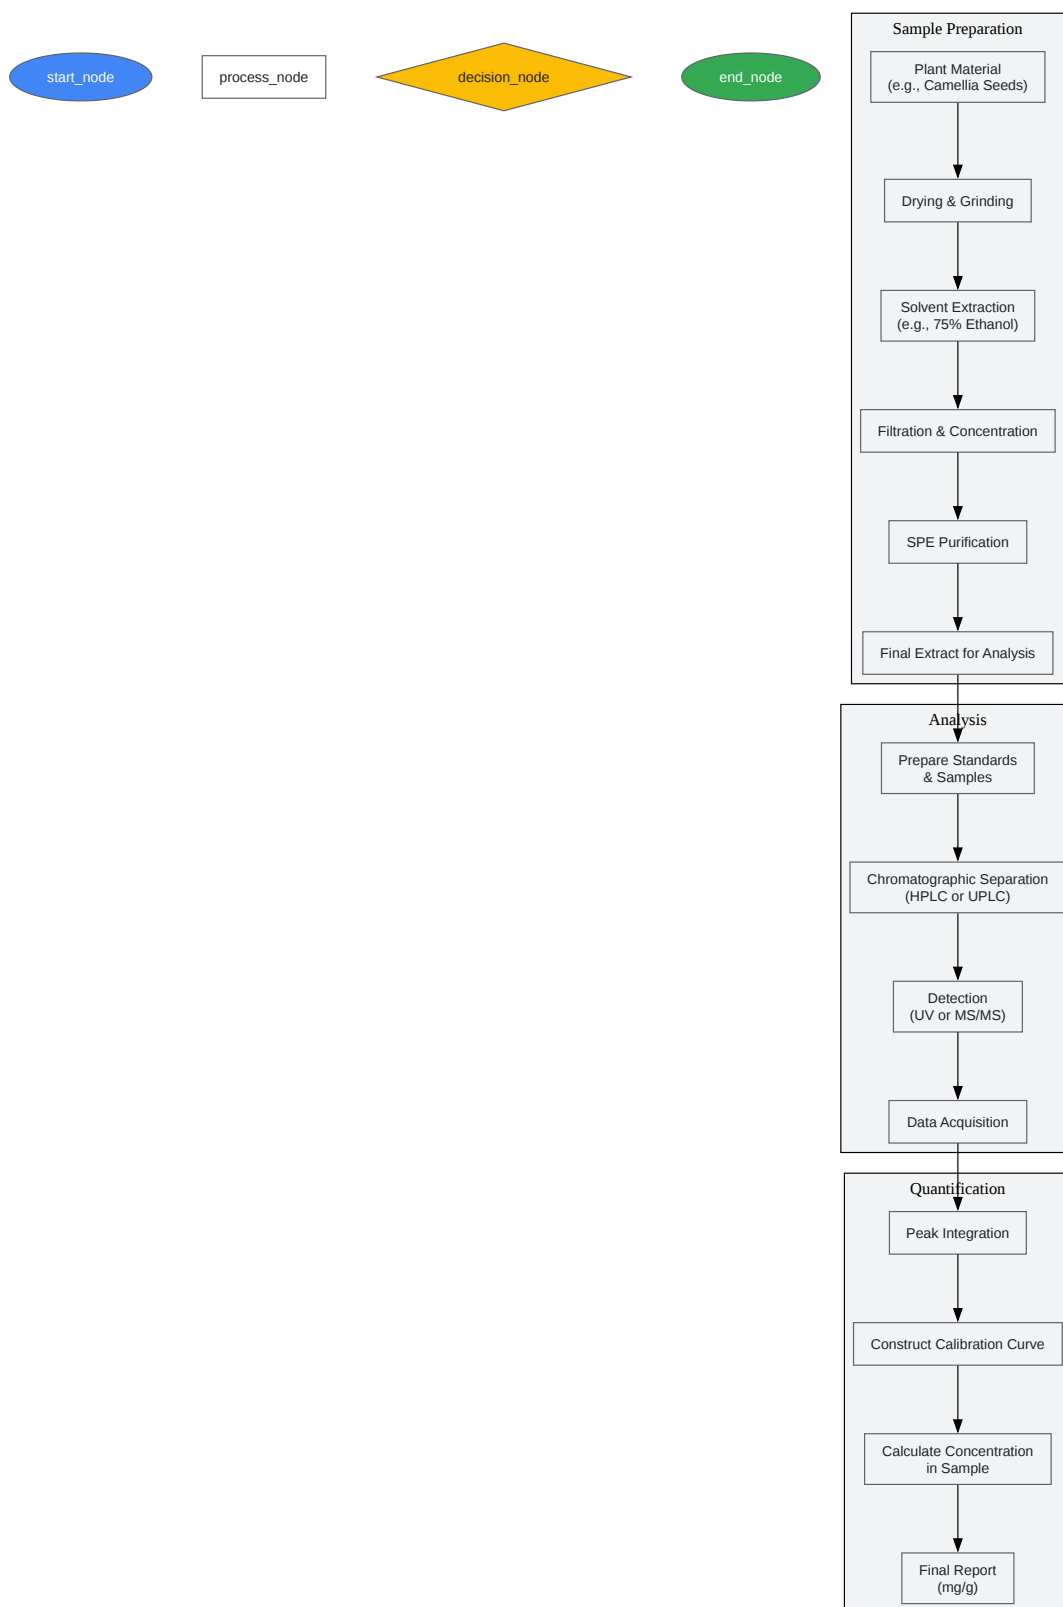 start_node
process_node
decision_node
end_node
Sample Preparation
Plant Material
(e.g., Camellia Seeds)
Drying & Grinding
Solvent Extraction
(e.g., 75% Ethanol)
Filtration & Concentration
SPE Purification
Final Extract for Analysis
Analysis
Prepare Standards
& Samples
Chromatographic Separation
(HPLC or UPLC)
Detection
(UV or MS/MS)
Data Acquisition
Quantification
Peak Integration
Construct Calibration Curve
Calculate Concentration
in Sample
Final Report
(mg/g)